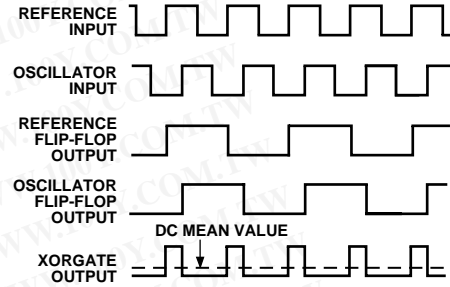 REFERENCE
INPUT
OSCILLATOR
INPUT
REFERENCE
FLIP-FLOP
OUTPUT
OSCILLATOR
FLIP-FLOP
OUTPUT
DC MEAN VALUE
XORGATE
OUTPUT